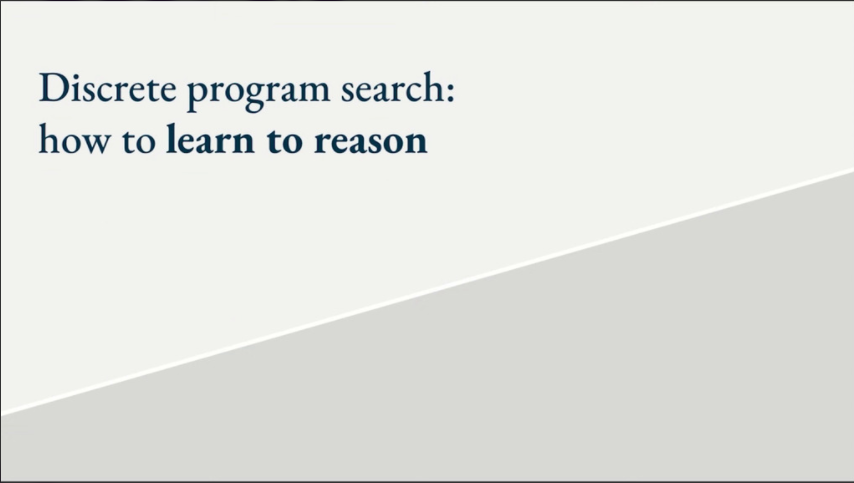 Discrete program search:
how to learn to reason